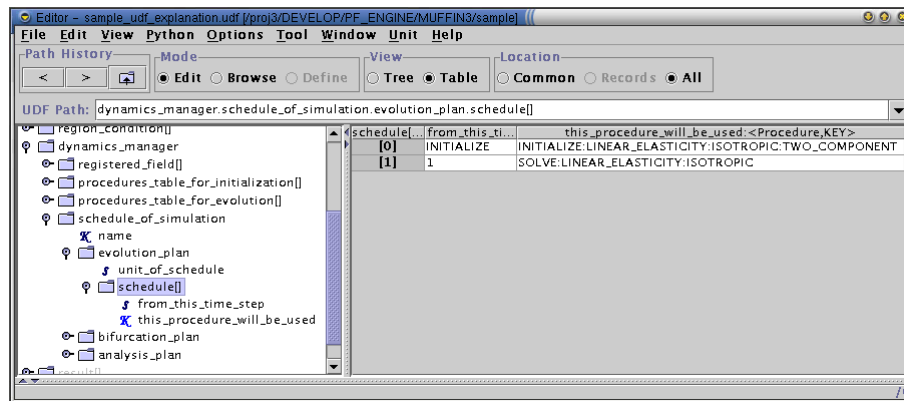 Editor – sample_udf_explanation.udf [/proj3/DEVELOP/PF_ENGINE/MUFFIN3/sample]
File Edit View Python Options Tool Window Unit Help
Path History Mode View Location
< > Edit Browse Define Tree Table Common Records All
UDF Path: dynamics_manager.schedule_of_simulation.evolution_plan.schedule[]
region_condition[]
dynamics_manager
registered_field[]
procedures_table_for_initialization[]
procedures_table_for_evolution[]
schedule_of_simulation
K name
evolution_plan
s unit_of_schedule
schedule[]
s from_this_time_step
K this_procedure_will_be_used
bifurcation_plan
analysis_plan
result[]
schedule[... from_this_ti... this_procedure_will_be_used:<Procedure,KEY>
[0] INITIALIZE INITIALIZE:LINEAR_ELASTICITY:ISOTROPIC:TWO_COMPONENT
[1] 1 SOLVE:LINEAR_ELASTICITY:ISOTROPIC